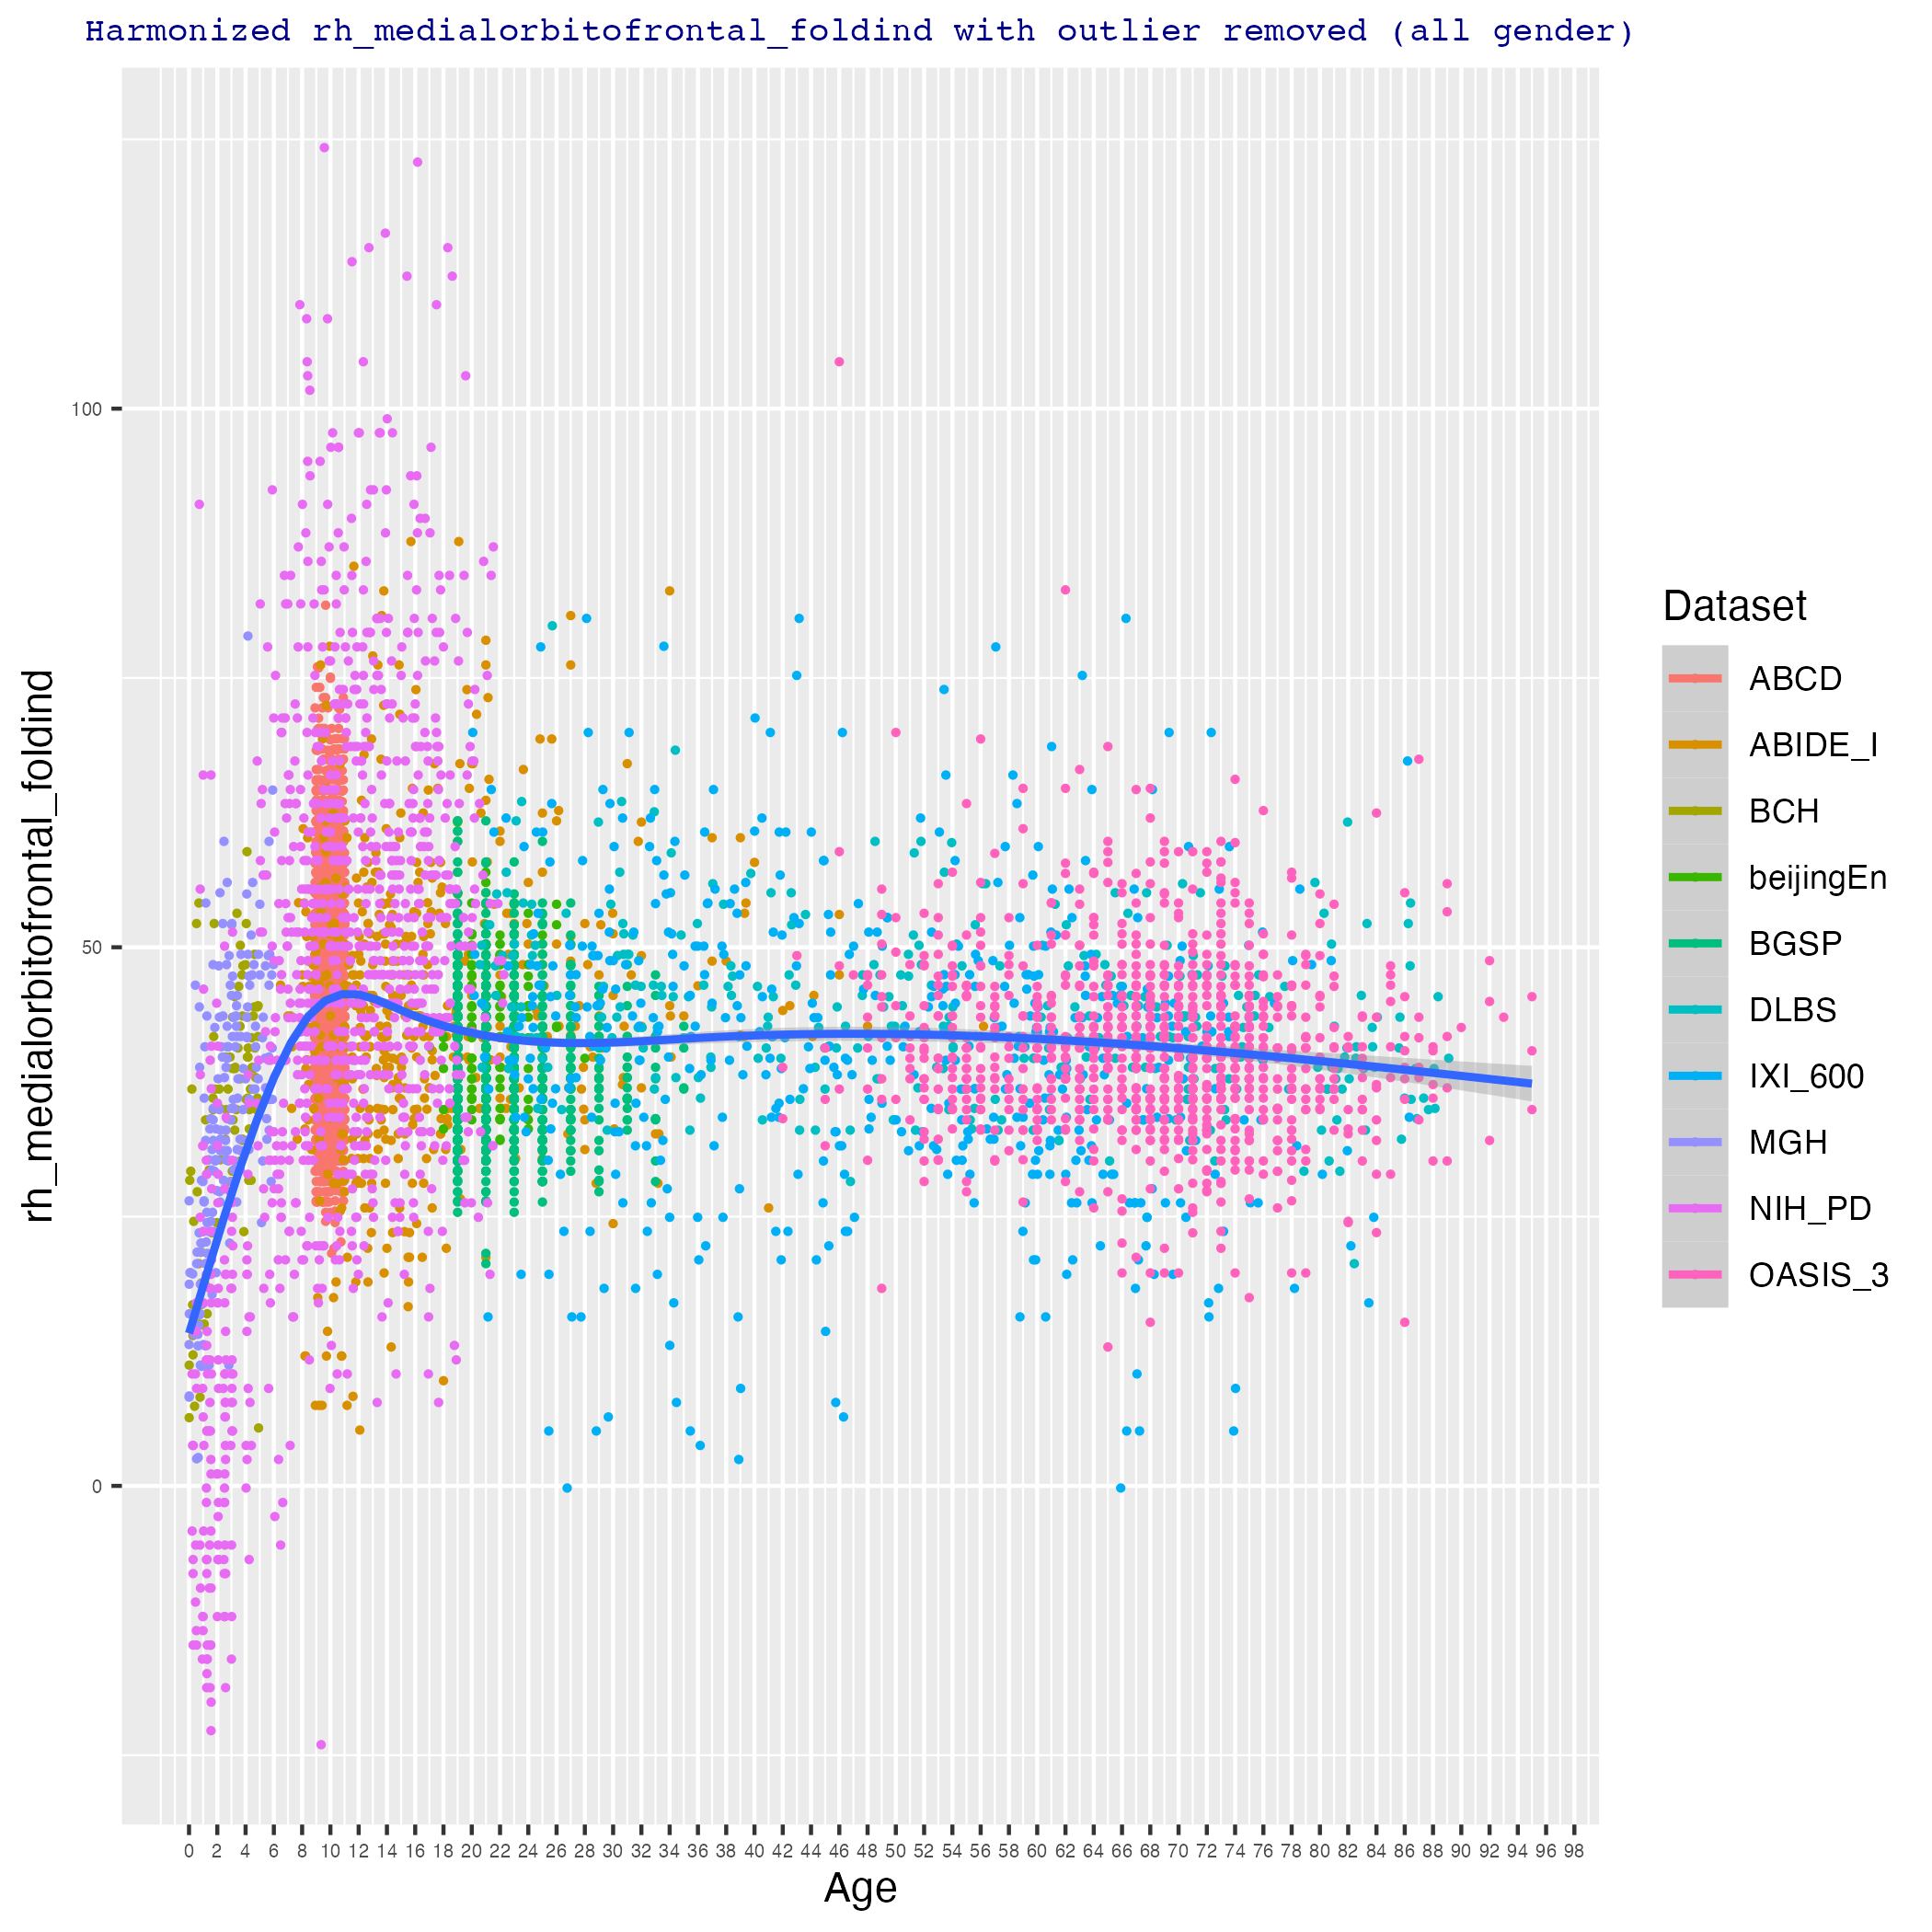 Harmonized rh_medialorbitofrontal_foldind with outlier removed (all gender)
rh_medialorbitofrontal_foldind
100
50
0
0 2 4 6 8 10 12 14 16 18 20 22 24 26 28 30 32 34 36 38 40 42 44 46 48 50 52 54 56 58 60 62 64 66 68 70 72 74 76 78 80 82 84 86 88 90 92 94 96 98
Age
Dataset
ABCD
ABIDE_I
BCH
beijingEn
BGSP
DLBS
IXI_600
MGH
NIH_PD
OASIS_3